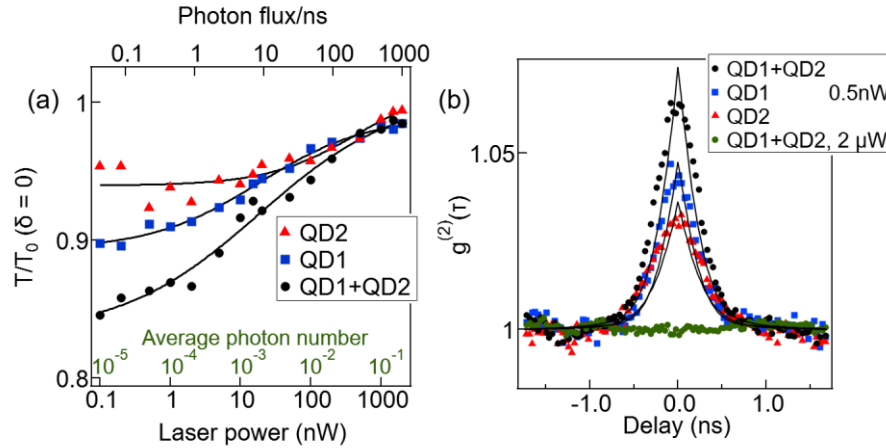 Photon flux/ns
0.1 1 10 100 1000
(a)
1
0.9
0.8
T/T₀ (δ = 0)
QD2
QD1
QD1+QD2
Average photon number
10⁻⁵ 10⁻⁴ 10⁻³ 10⁻² 10⁻¹
0.1 1 10 100 1000
Laser power (nW)
(b)
QD1+QD2
QD1 0.5nW
QD2
QD1+QD2, 2 µW
1.05
1
g⁽²⁾(τ)
-1.0 0.0 1.0
Delay (ns)